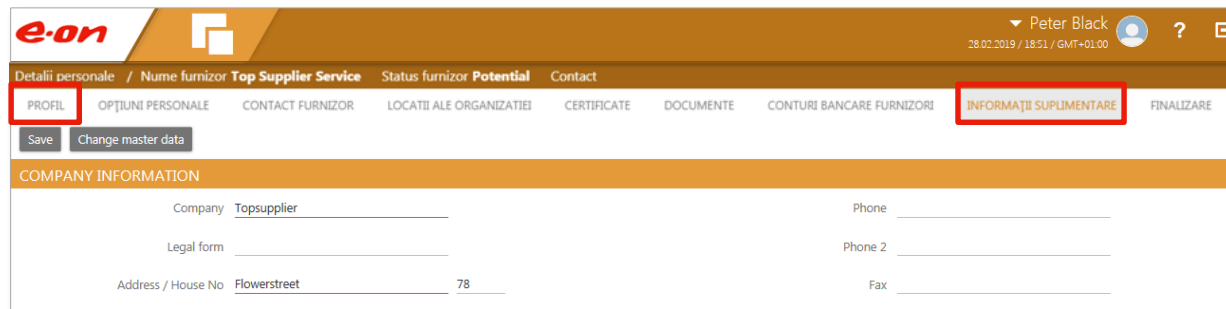 e·on
Peter Black
?
28.02.2019 / 18:51 / GMT+01:00
Detalii personale / Nume furnizor Top Supplier Service Status furnizor Potential Contact
PROFIL OPŢIUNI PERSONALE CONTACT FURNIZOR LOCATII ALE ORGANIZATIEI CERTIFICATE DOCUMENTE CONTURI BANCARE FURNIZORI INFORMAŢII SUPLIMENTARE FINALIZARE
Save Change master data
COMPANY INFORMATION
Company Topsupplier Phone
Legal form Phone 2
Address / House No Flowerstreet 78 Fax